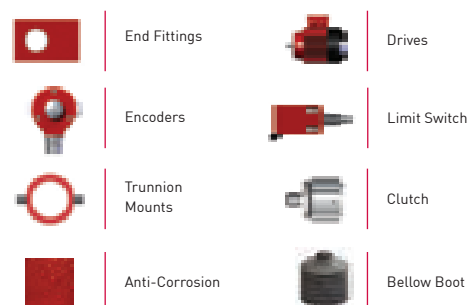 End Fittings
Drives
Encoders
Limit Switch
Trunnion
Mounts
Clutch
Anti-Corrosion
Bellow Boot